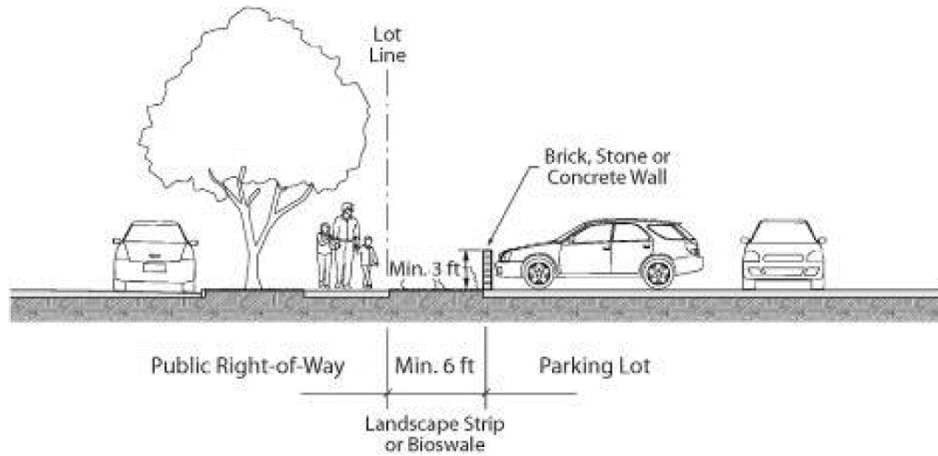 Lot
Line
Brick, Stone or
Concrete Wall
Min. 3 ft
Public Right-of-Way
Min. 6 ft
Parking Lot
Landscape Strip
or Bioswale